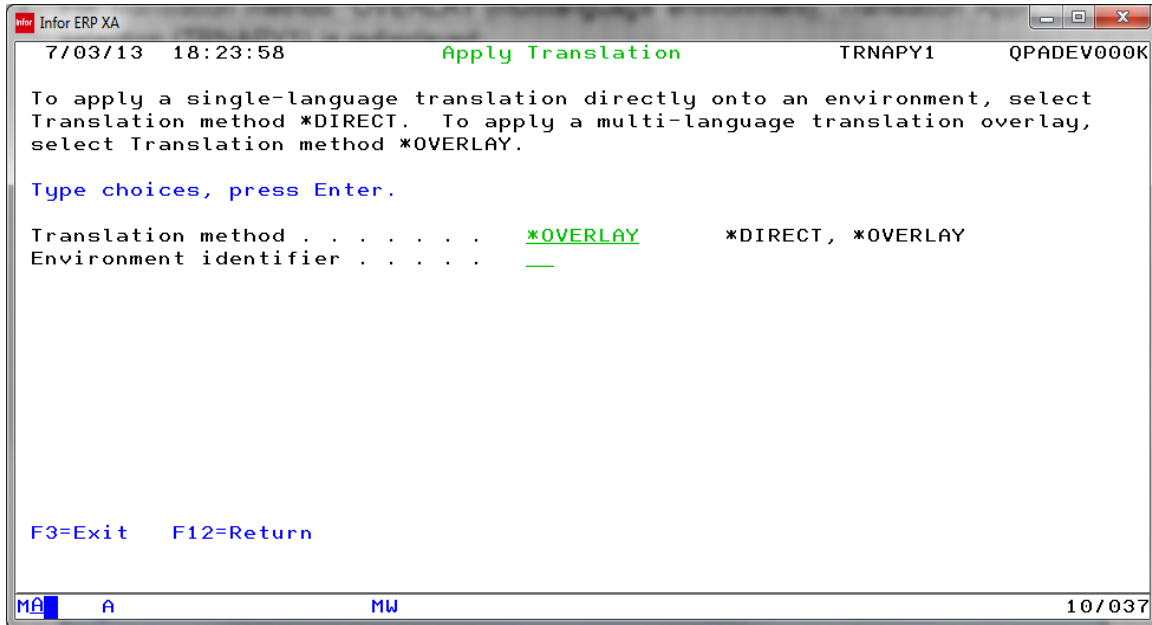 Infor Infor ERP XA
7/03/13 18:23:58 Apply Translation TRNAPY1 QPADEV000K
To apply a single-language translation directly onto an environment, select
Translation method *DIRECT. To apply a multi-language translation overlay,
select Translation method *OVERLAY.
Type choices, press Enter.
Translation method . . . . . . . *OVERLAY *DIRECT, *OVERLAY
Environment identifier . . . . . __
F3=Exit F12=Return
MA A MW 10/037